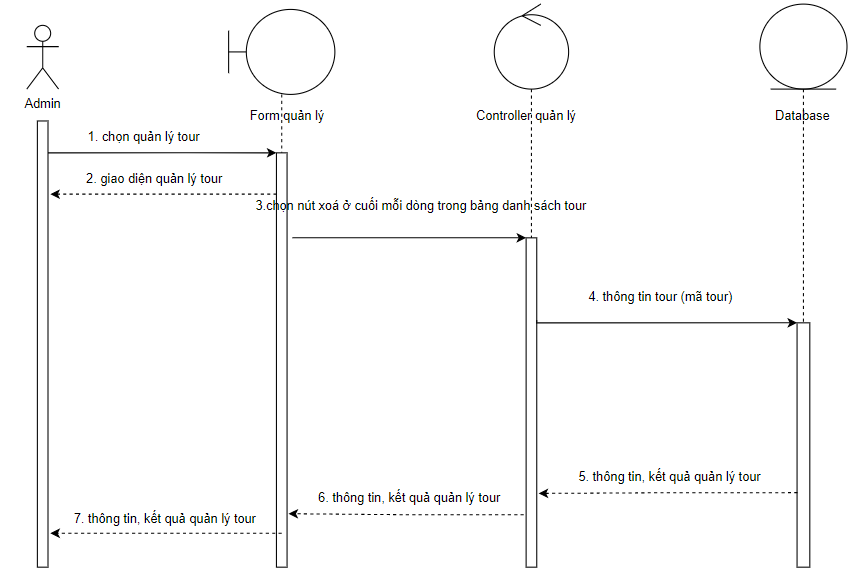 Admin
Form quản lý
Controller quản lý
Database
1. chọn quản lý tour
2. giao diện quản lý tour
3.chọn nút xoá ở cuối mỗi dòng trong bảng danh sách tour
4. thông tin tour (mã tour)
5. thông tin, kết quả quản lý tour
6. thông tin, kết quả quản lý tour
7. thông tin, kết quả quản lý tour